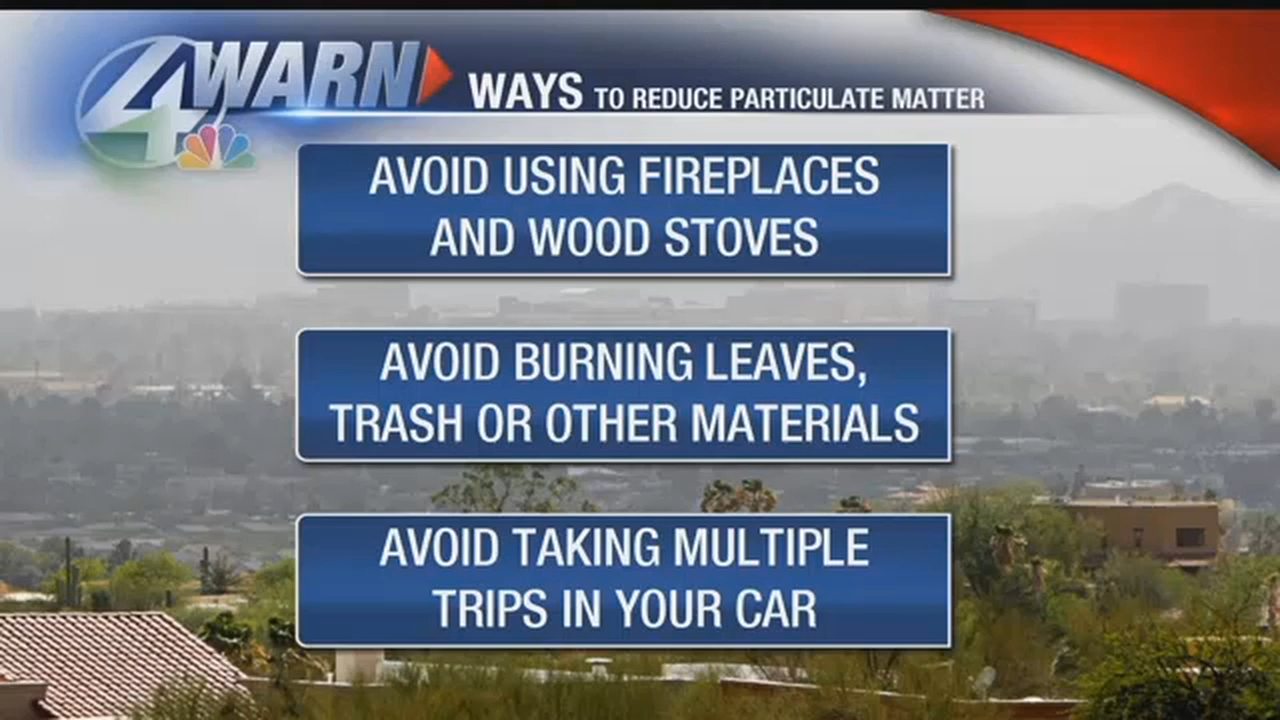 4WARN WAYS TO REDUCE PARTICULATE MATTER
AVOID USING FIREPLACES
AND WOOD STOVES
AVOID BURNING LEAVES,
TRASH OR OTHER MATERIALS
AVOID TAKING MULTIPLE
TRIPS IN YOUR CAR